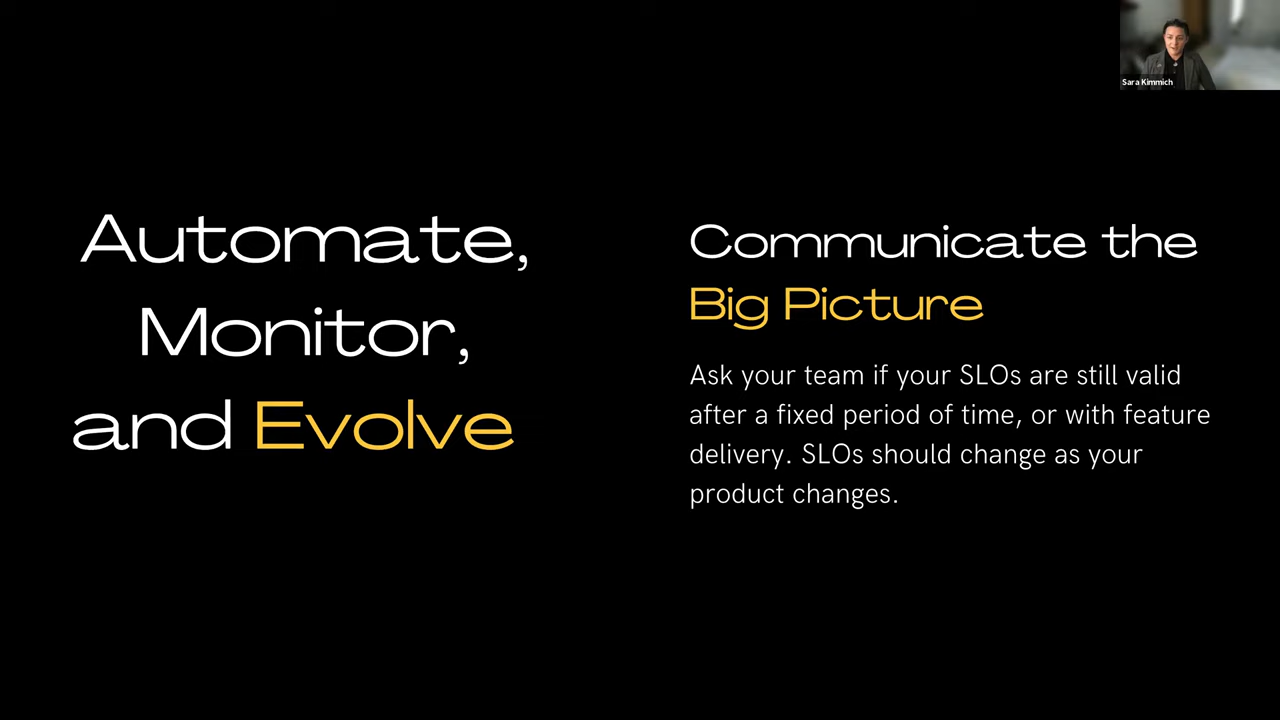 Sara Kimmich
Automate,
Monitor,
and Evolve
Communicate the
Big Picture
Ask your team if your SLOs are still valid
after a fixed period of time, or with feature
delivery. SLOs should change as your
product changes.